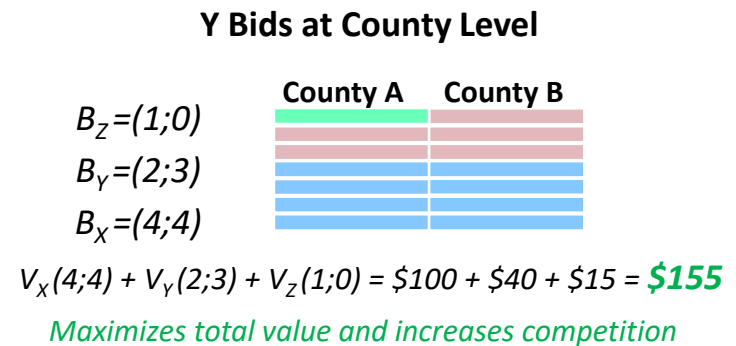 Y Bids at County Level
County A County B
B_Z=(1;0)
B_Y=(2;3)
B_X=(4;4)
V_X(4;4) + V_Y(2;3) + V_Z(1;0) = $100 + $40 + $15 = $155
Maximizes total value and increases competition